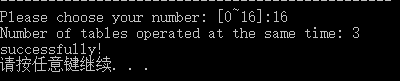 Please choose your number: [0~16]:16
Number of tables operated at the same time: 3
successfully!
请按任意键继续. . .